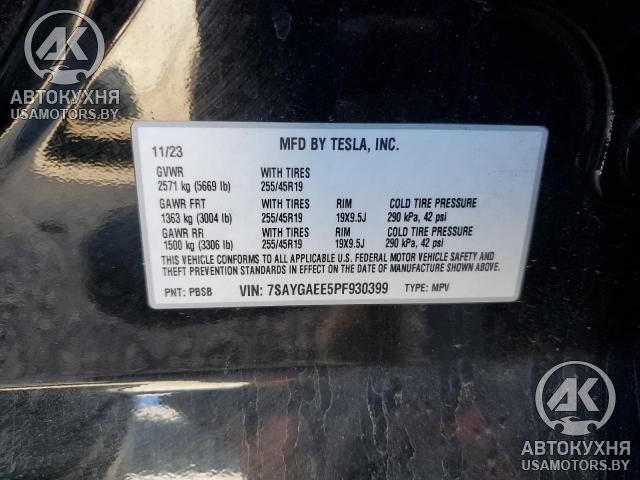 АК
АВТОКУХНЯ
USAMOTORS.BY
11/23 MFD BY TESLA, INC.
GVWR WITH TIRES
2571 kg (5669 lb) 255/45R19
GAWR FRT WITH TIRES RIM COLD TIRE PRESSURE
1363 kg (3004 lb) 255/45R19 19X9.5J 290 kPa, 42 psi
GAWR RR WITH TIRES RIM COLD TIRE PRESSURE
1500 kg (3306 lb) 255/45R19 19X9.5J 290 kPa, 42 psi
THIS VEHICLE CONFORMS TO ALL APPLICABLE U.S. FEDERAL MOTOR VEHICLE SAFETY AND
THEFT PREVENTION STANDARDS IN EFFECT ON THE DATE OF MANUFACTURE SHOWN ABOVE.
PNT: PBSB VIN: 7SAYGAEE5PF930399 TYPE: MPV
АК
АВТОКУХНЯ
USAMOTORS.BY